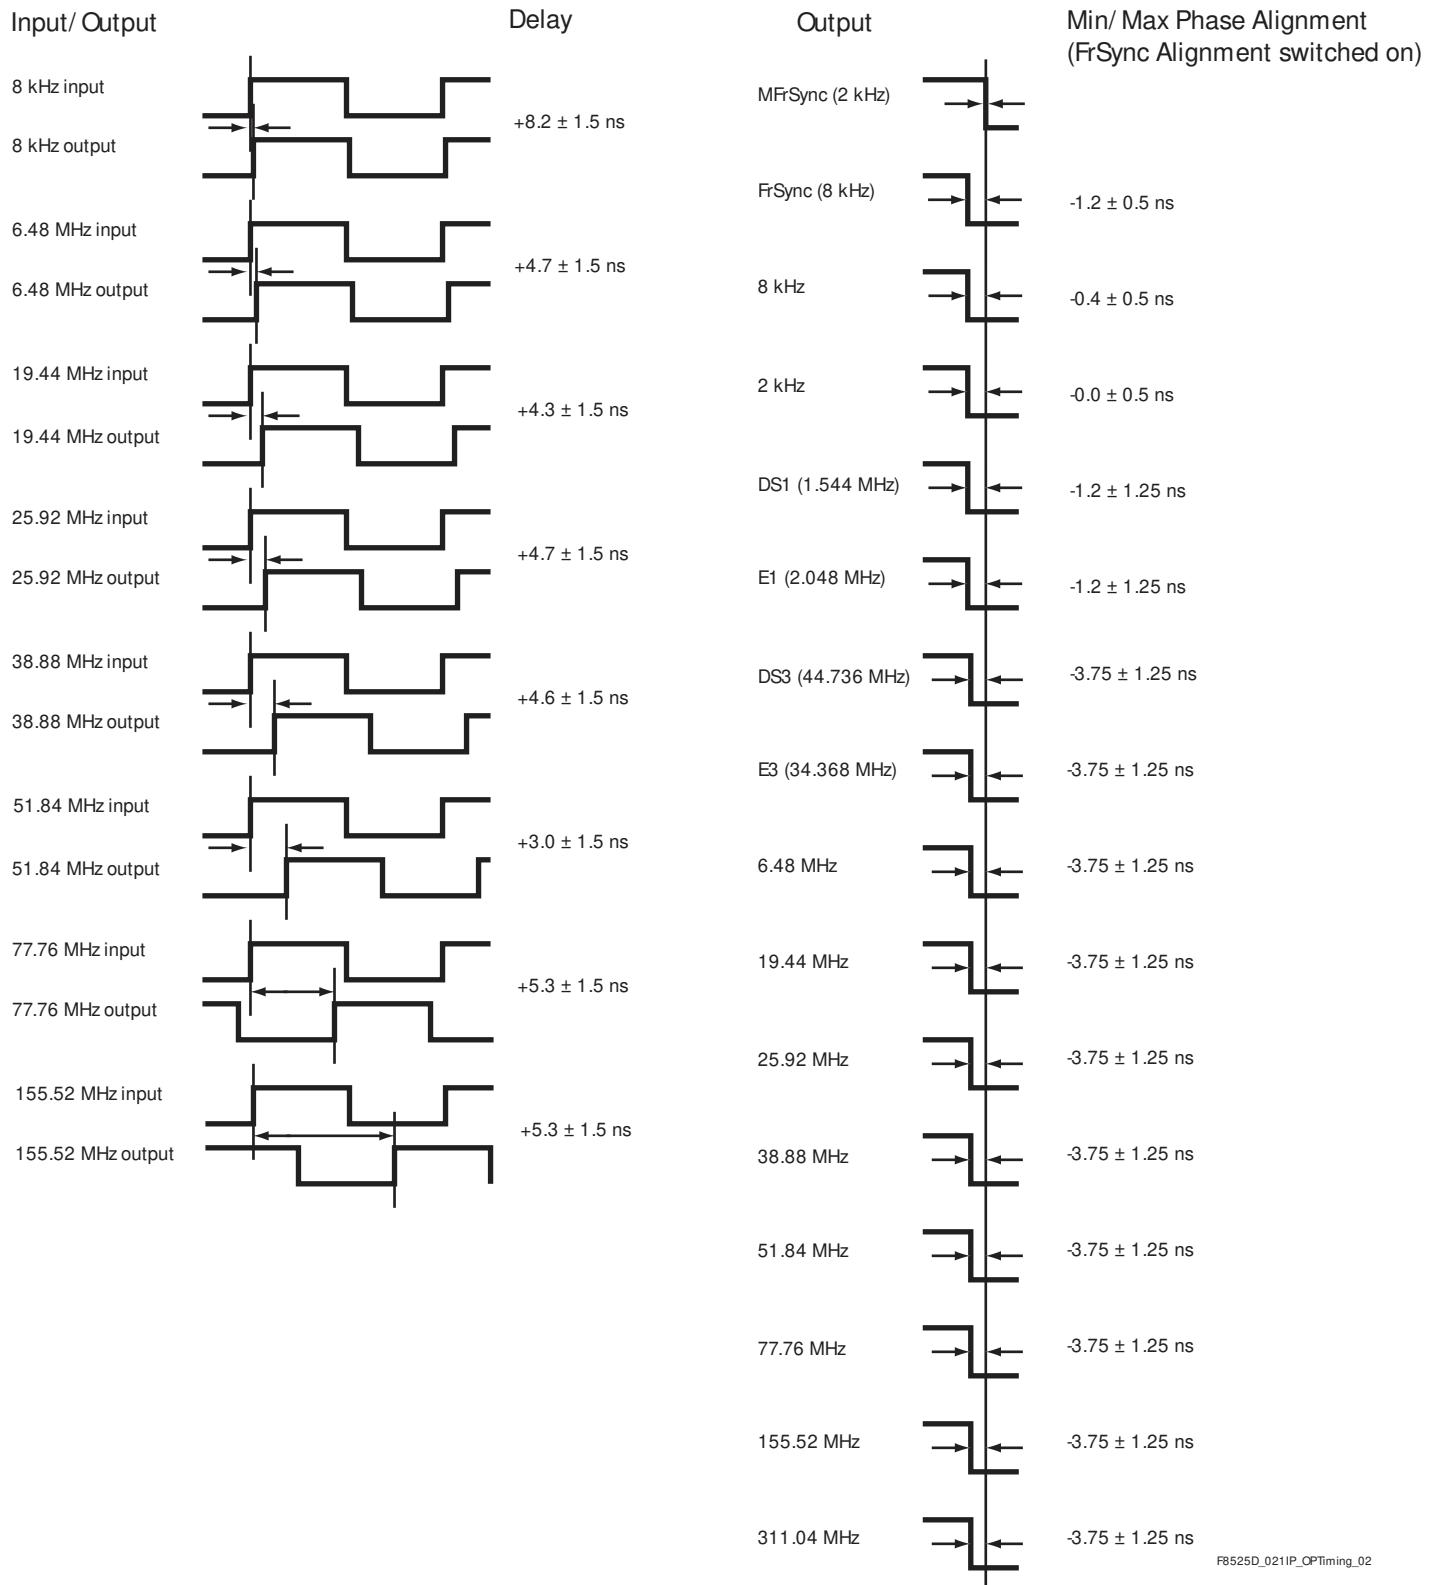 Input/ Output
Delay
8 kHz input
+8.2 ± 1.5 ns
8 kHz output
6.48 MHz input
+4.7 ± 1.5 ns
6.48 MHz output
19.44 MHz input
+4.3 ± 1.5 ns
19.44 MHz output
25.92 MHz input
+4.7 ± 1.5 ns
25.92 MHz output
38.88 MHz input
+4.6 ± 1.5 ns
38.88 MHz output
51.84 MHz input
+3.0 ± 1.5 ns
51.84 MHz output
77.76 MHz input
+5.3 ± 1.5 ns
77.76 MHz output
155.52 MHz input
+5.3 ± 1.5 ns
155.52 MHz output
Output
Min/ Max Phase Alignment
(FrSync Alignment switched on)
MFrSync (2 kHz)
FrSync (8 kHz)
-1.2 ± 0.5 ns
8 kHz
-0.4 ± 0.5 ns
2 kHz
-0.0 ± 0.5 ns
DS1 (1.544 MHz)
-1.2 ± 1.25 ns
E1 (2.048 MHz)
-1.2 ± 1.25 ns
DS3 (44.736 MHz)
-3.75 ± 1.25 ns
E3 (34.368 MHz)
-3.75 ± 1.25 ns
6.48 MHz
-3.75 ± 1.25 ns
19.44 MHz
-3.75 ± 1.25 ns
25.92 MHz
-3.75 ± 1.25 ns
38.88 MHz
-3.75 ± 1.25 ns
51.84 MHz
-3.75 ± 1.25 ns
77.76 MHz
-3.75 ± 1.25 ns
155.52 MHz
-3.75 ± 1.25 ns
311.04 MHz
-3.75 ± 1.25 ns
F8525D_021IP_OPTiming_02